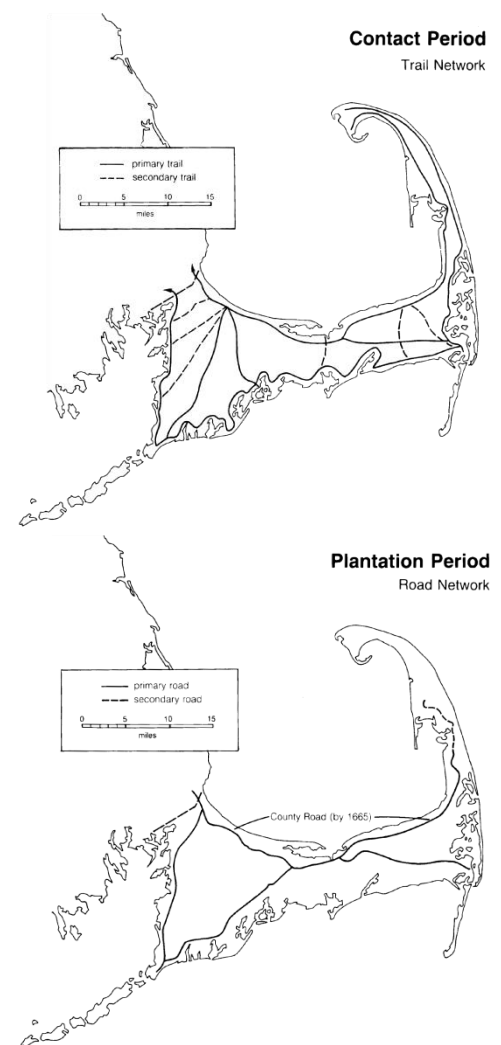 Contact Period
Trail Network
primary trail
secondary trail
0 5 10 15
miles
Plantation Period
Road Network
primary road
secondary road
0 5 10 15
miles
County Road (by 1665)